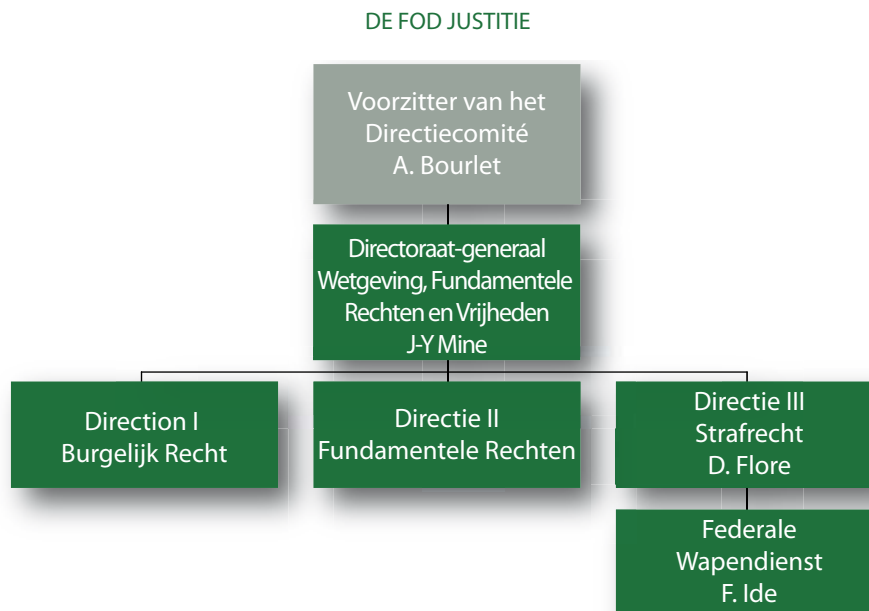 DE FOD JUSTITIE
Voorzitter van het
Directiecomité
A. Bourlet
Directoraat-generaal
Wetgeving, Fundamentele
Rechten en Vrijheden
J-Y Mine
Direction I
Burgelijk Recht
Directie II
Fundamentele Rechten
Directie III
Strafrecht
D. Flore
Federale
Wapendienst
F. Ide